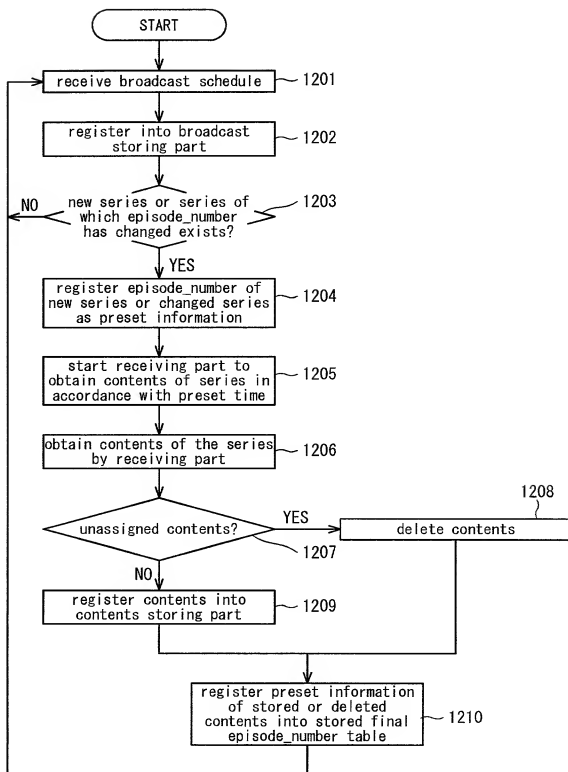 START
receive broadcast schedule
1201
register into broadcast
storing part
1202
new series or series of
which episode_number
has changed exists?
1203
NO
YES
register episode_number of
new series or changed series
as preset information
1204
start receiving part to
obtain contents of series in
accordance with preset time
1205
obtain contents of the series
by receiving part
1206
unassigned contents?
1207
YES
1208
delete contents
NO
register contents into
contents storing part
1209
register preset information
of stored or deleted
contents into stored final
episode_number table
1210